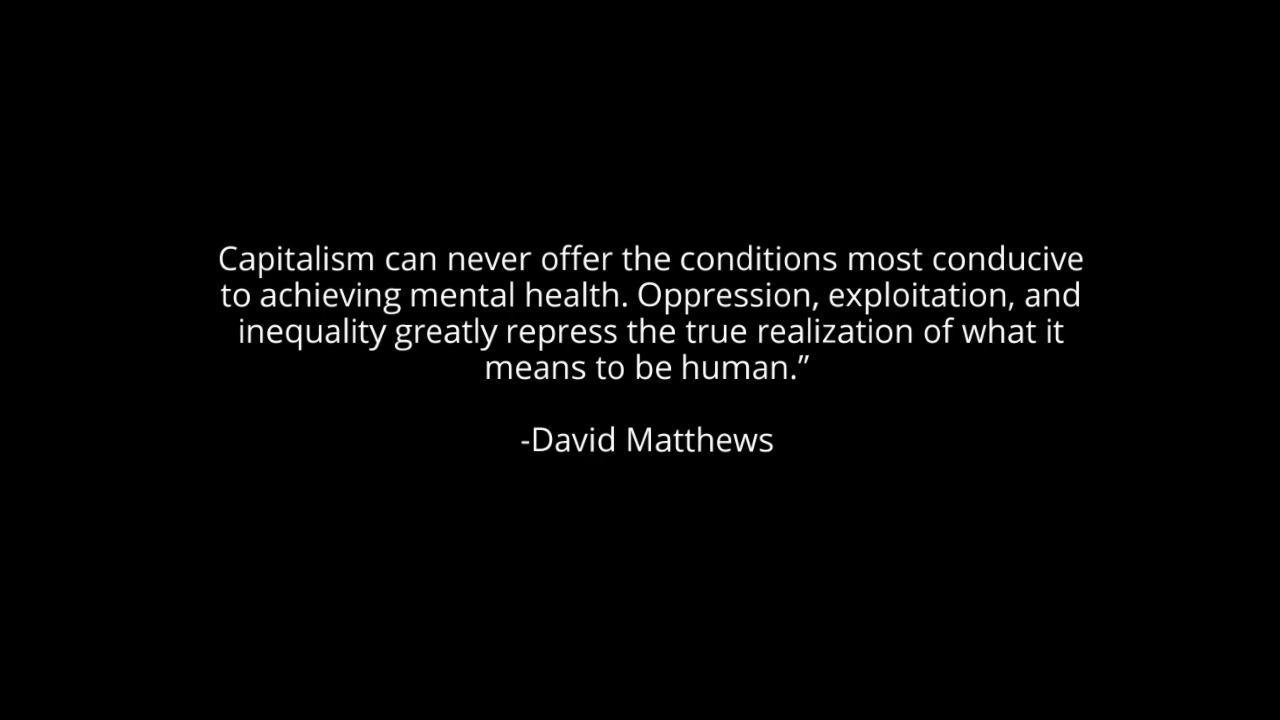 Capitalism can never offer the conditions most conducive
to achieving mental health. Oppression, exploitation, and
inequality greatly repress the true realization of what it
means to be human.”
-David Matthews